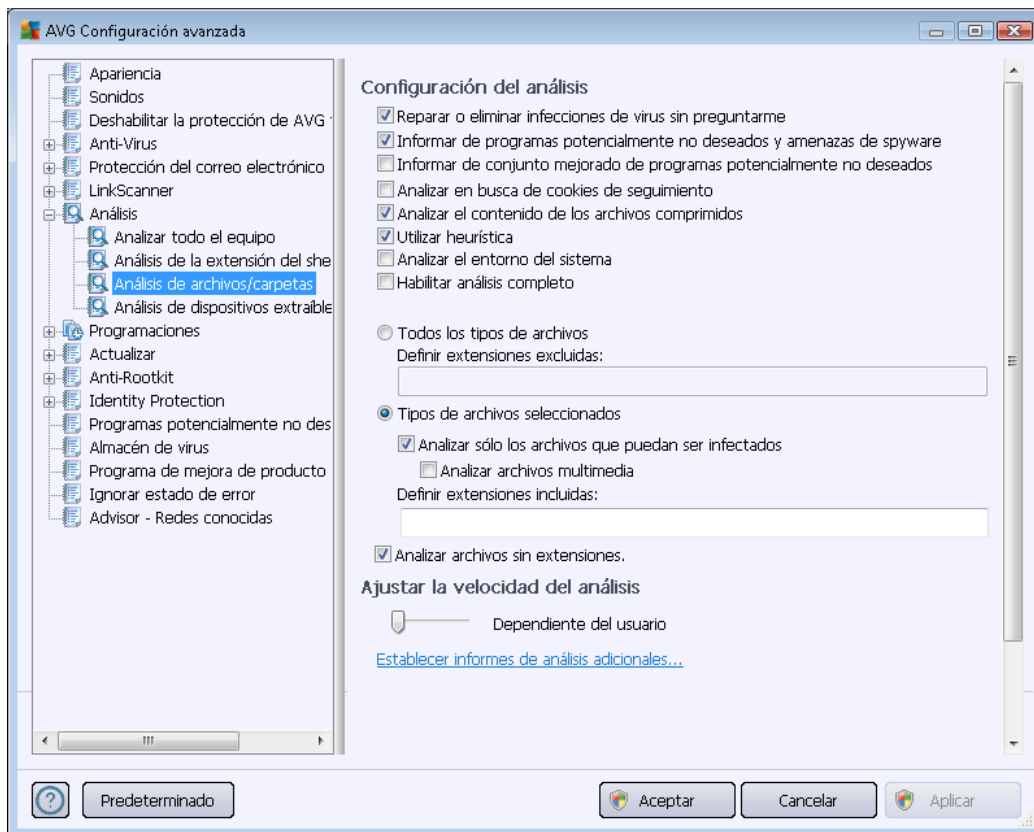 AVG Configuración avanzada
Apariencia
Sonidos
Deshabilitar la protección de AVG
Anti-Virus
Protección del correo electrónico
LinkScanner
Análisis
Analizar todo el equipo
Análisis de la extensión del she
Análisis de archivos/carpetas
Análisis de dispositivos extraíble
Programaciones
Actualizar
Anti-Rootkit
Identity Protection
Programas potencialmente no des
Almacén de virus
Programa de mejora de producto
Ignorar estado de error
Advisor - Redes conocidas
Configuración del análisis
Reparar o eliminar infecciones de virus sin preguntarme
Informar de programas potencialmente no deseados y amenazas de spyware
Informar de conjunto mejorado de programas potencialmente no deseados
Analizar en busca de cookies de seguimiento
Analizar el contenido de los archivos comprimidos
Utilizar heurística
Analizar el entorno del sistema
Habilitar análisis completo
Todos los tipos de archivos
Definir extensiones excluidas:
Tipos de archivos seleccionados
Analizar sólo los archivos que puedan ser infectados
Analizar archivos multimedia
Definir extensiones incluidas:
Analizar archivos sin extensiones.
Ajustar la velocidad del análisis
Dependiente del usuario
Establecer informes de análisis adicionales...
Predeterminado
Aceptar
Cancelar
Aplicar